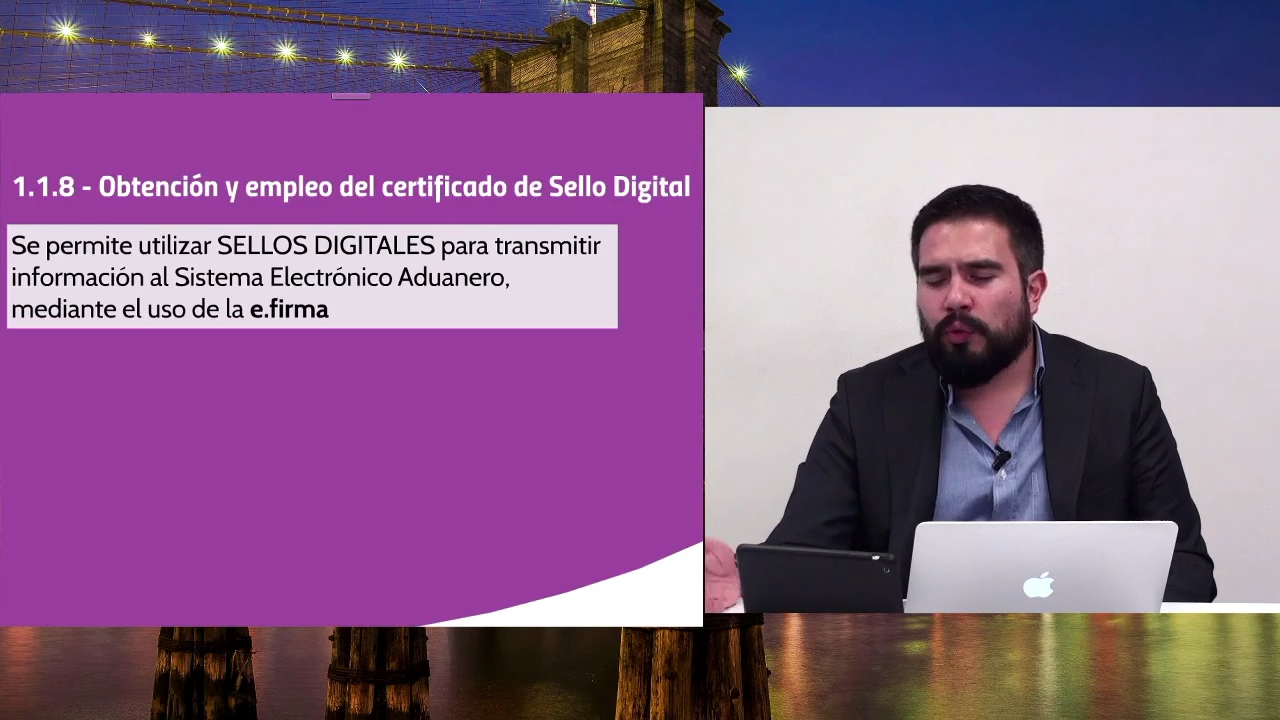 1.1.8 - Obtención y empleo del certificado de Sello Digital
Se permite utilizar SELLOS DIGITALES para transmitir
información al Sistema Electrónico Aduanero,
mediante el uso de la e.firma